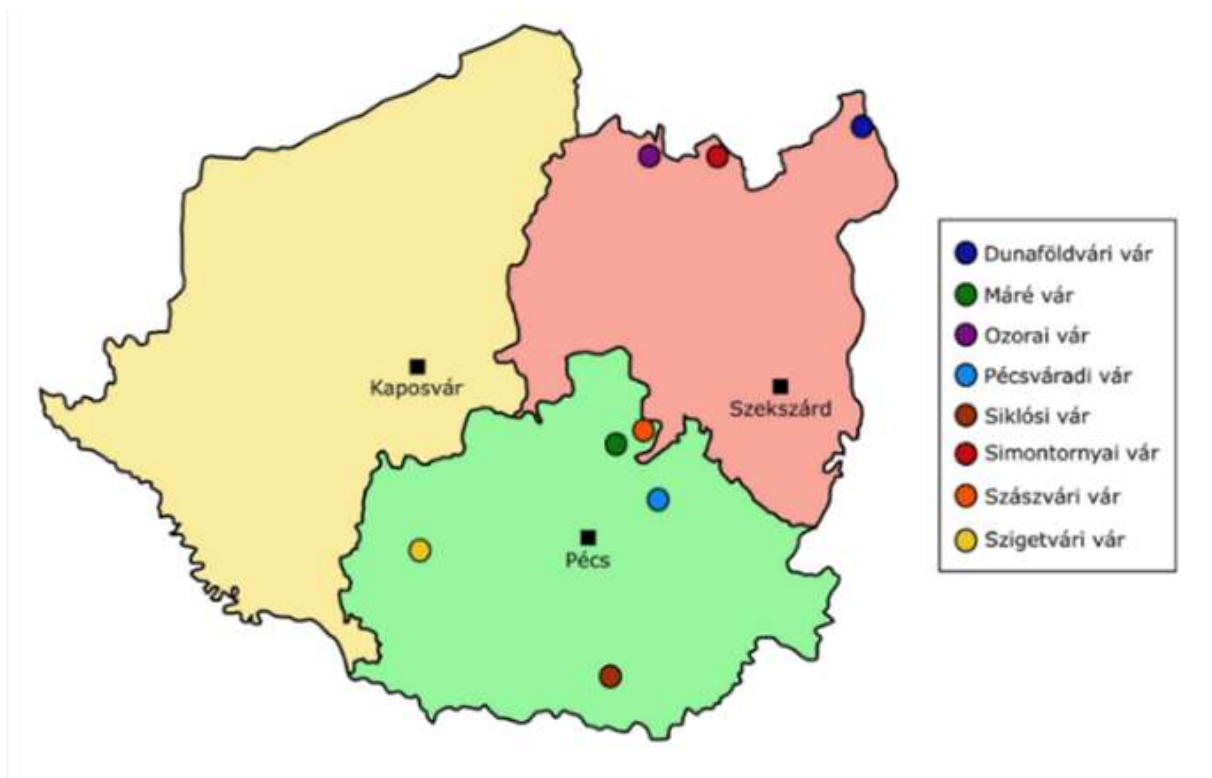 Kaposvár
Szekszárd
Pécs
Dunaföldvári vár
Máré vár
Ozorai vár
Pécsváradi vár
Siklósi vár
Simontornyai vár
Szászvári vár
Szigetvári vár